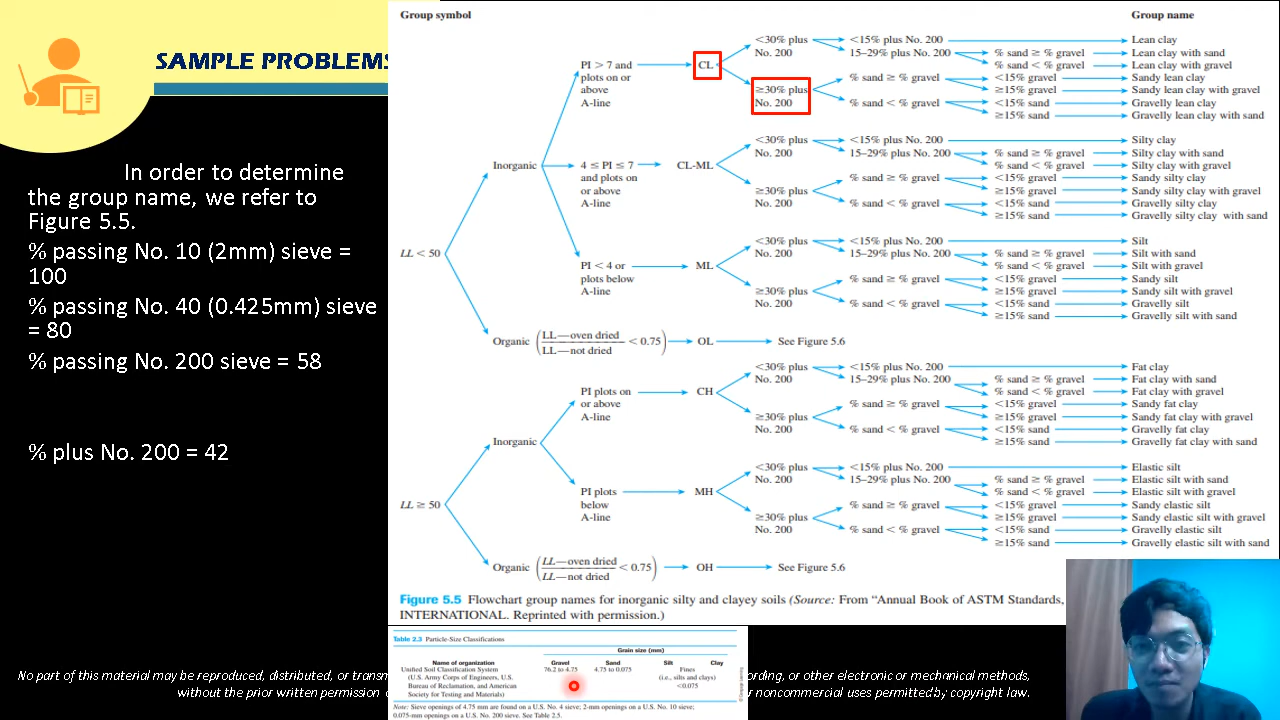 SAMPLE PROBLEMS
In order to determine
the group name, we refer to
Figure 5.5.
% passing No. 10 (2mm) sieve =
100
% passing No. 40 (0.425mm) sieve
= 80
% passing No. 200 sieve = 58
% plus No. 200 = 42
Group symbol
Group name
<30% plus
No. 200
<15% plus No. 200
Lean clay
15–29% plus No. 200
% sand ≥ % gravel
Lean clay with sand
% sand < % gravel
Lean clay with gravel
PI > 7 and
plots on or
above
A-line
CL
≥30% plus
No. 200
% sand ≥ % gravel
<15% gravel
Sandy lean clay
≥15% gravel
Sandy lean clay with gravel
% sand < % gravel
<15% sand
Gravelly lean clay
≥15% sand
Gravelly lean clay with sand
Inorganic
4 ≤ PI ≤ 7
and plots on
or above
A-line
CL-ML
<30% plus
No. 200
<15% plus No. 200
Silty clay
15–29% plus No. 200
% sand ≥ % gravel
Silty clay with sand
% sand < % gravel
Silty clay with gravel
≥30% plus
No. 200
% sand ≥ % gravel
<15% gravel
Sandy silty clay
≥15% gravel
Sandy silty clay with gravel
% sand < % gravel
<15% sand
Gravelly silty clay
≥15% sand
Gravelly silty clay with sand
LL < 50
PI < 4 or
plots below
A-line
ML
<30% plus
No. 200
<15% plus No. 200
Silt
15–29% plus No. 200
% sand ≥ % gravel
Silt with sand
% sand < % gravel
Silt with gravel
≥30% plus
No. 200
% sand ≥ % gravel
<15% gravel
Sandy silt
≥15% gravel
Sandy silt with gravel
% sand < % gravel
<15% sand
Gravelly silt
≥15% sand
Gravelly silt with sand
Organic
LL—oven dried
LL—not dried
< 0.75
OL
See Figure 5.6
PI plots on
or above
A-line
CH
<30% plus
No. 200
<15% plus No. 200
Fat clay
15–29% plus No. 200
% sand ≥ % gravel
Fat clay with sand
% sand < % gravel
Fat clay with gravel
≥30% plus
No. 200
% sand ≥ % gravel
<15% gravel
Sandy fat clay
≥15% gravel
Sandy fat clay with gravel
% sand < % gravel
<15% sand
Gravelly fat clay
≥15% sand
Gravelly fat clay with sand
Inorganic
LL ≥ 50
PI plots
below
A-line
MH
<30% plus
No. 200
<15% plus No. 200
Elastic silt
15–29% plus No. 200
% sand ≥ % gravel
Elastic silt with sand
% sand < % gravel
Elastic silt with gravel
≥30% plus
No. 200
% sand ≥ % gravel
<15% gravel
Sandy elastic silt
≥15% gravel
Sandy elastic silt with gravel
% sand < % gravel
<15% sand
Gravelly elastic silt
≥15% sand
Gravelly elastic silt with sand
Organic
LL—oven dried
LL—not dried
< 0.75
OH
See Figure 5.6
Figure 5.5 Flowchart group names for inorganic silty and clayey soils (Source: From “Annual Book of ASTM Standards,
INTERNATIONAL. Reprinted with permission.)
Table 2.3 Particle-Size Classifications
Grain size (mm)
Name of organization
Gravel
Sand
Silt
Clay
Unified Soil Classification System
(U.S. Army Corps of Engineers, U.S.
Bureau of Reclamation, and American
Society for Testing and Materials)
76.2 to 4.75
4.75 to 0.075
Fines
(i.e., silts and clays)
<0.075
Note: Sieve openings of 4.75 mm are found on a U.S. No. 4 sieve; 2-mm openings on a U.S. No. 10 sieve;
0.075-mm openings on a U.S. No. 200 sieve. See Table 2.5.
of this material may be reproduced, distributed, or transm
ding, or other electronic or mechanical methods,
without prior written permission
noncommercial uses permitted by copyright law.